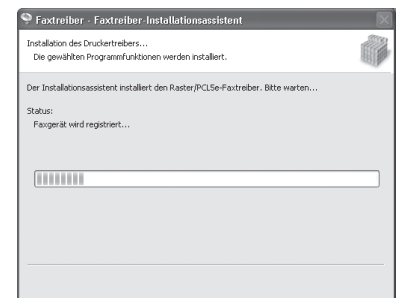 Faxtreiber - Faxtreiber-Installationsassistent
Installation des Druckertreibers...
Die gewählten Programmfunktionen werden installiert.
Der Installationsassistent installiert den Raster/PCL5e-Faxtreiber. Bitte warten...
Status:
Faxgerät wird registriert...